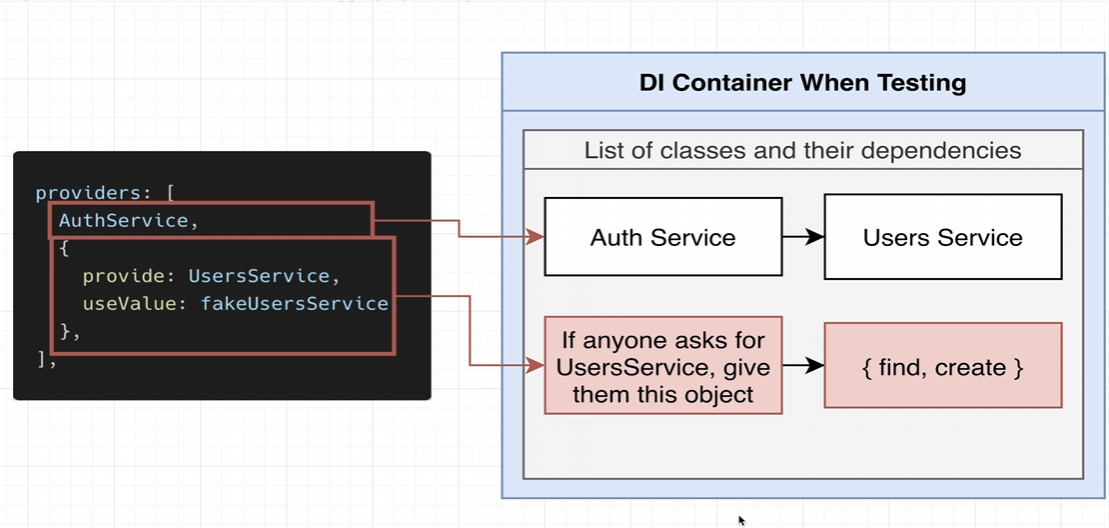 providers: [
AuthService,
{
provide: UsersService,
useValue: fakeUsersService
},
],
DI Container When Testing
List of classes and their dependencies
Auth Service
Users Service
If anyone asks for
UsersService, give
them this object
{ find, create }